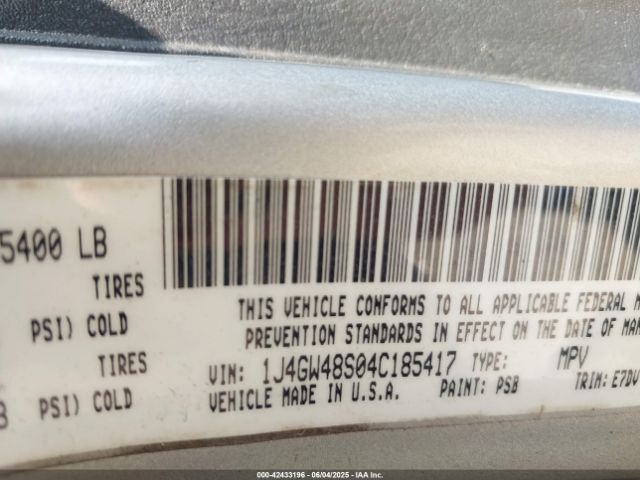 5400 LB
TIRES
PSI) COLD
TIRES
PSI) COLD
THIS VEHICLE CONFORMS TO ALL APPLICABLE FEDERAL
PREVENTION STANDARDS IN EFFECT ON THE DATE OF MAN
VIN: 1J4GW48S04C185417 TYPE: MPV
VEHICLE MADE IN U.S.A. PAINT: PSB TRIM: E7DV
000-42433196 - 06/04/2025 - IAA Inc.